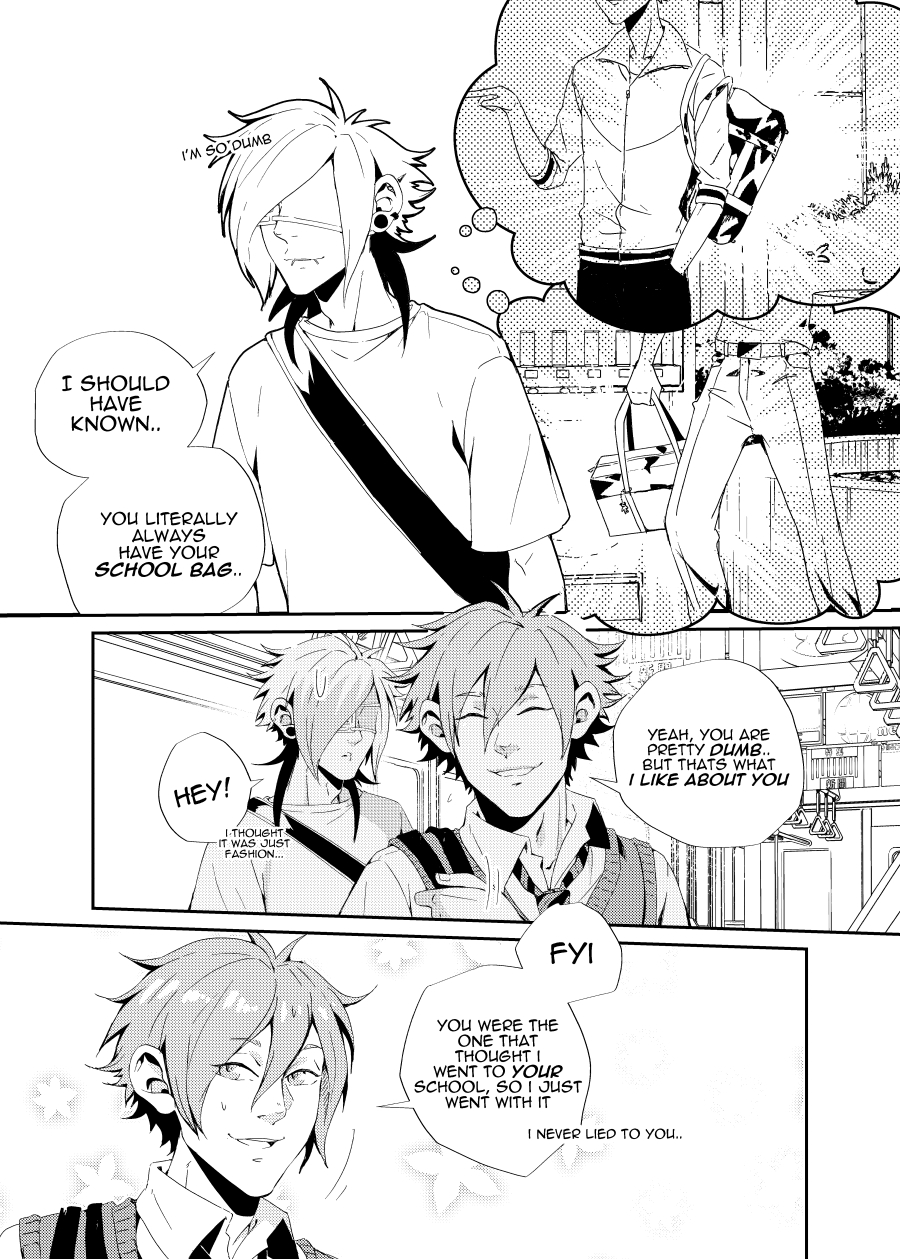 I'M SO DUMB
I SHOULD
HAVE
KNOWN..
YOU LITERALLY
ALWAYS
HAVE YOUR
SCHOOL BAG..
YEAH, YOU ARE
PRETTY DUMB..
BUT THATS WHAT
I LIKE ABOUT YOU
HEY!
I THOUGHT
IT WAS JUST
FASHION...
FYI
YOU WERE THE
ONE THAT
THOUGHT I
WENT TO YOUR
SCHOOL, SO I JUST
WENT WITH IT
I NEVER LIED TO YOU..